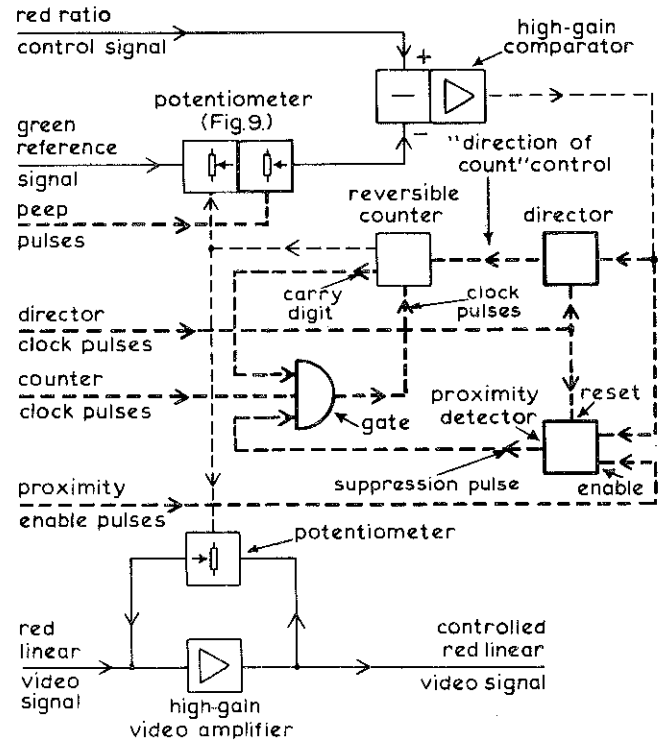 red ratio
control signal
high-gain
comparator
+
−
potentiometer
(Fig.9.)
green
reference
signal
"direction of
count" control
reversible
counter
director
peep
pulses
carry
digit
clock
pulses
director
clock pulses
counter
clock pulses
gate
proximity
detector
reset
suppression pulse
enable
proximity
enable pulses
potentiometer
red
linear
video
signal
high-gain
video amplifier
controlled
red linear
video signal